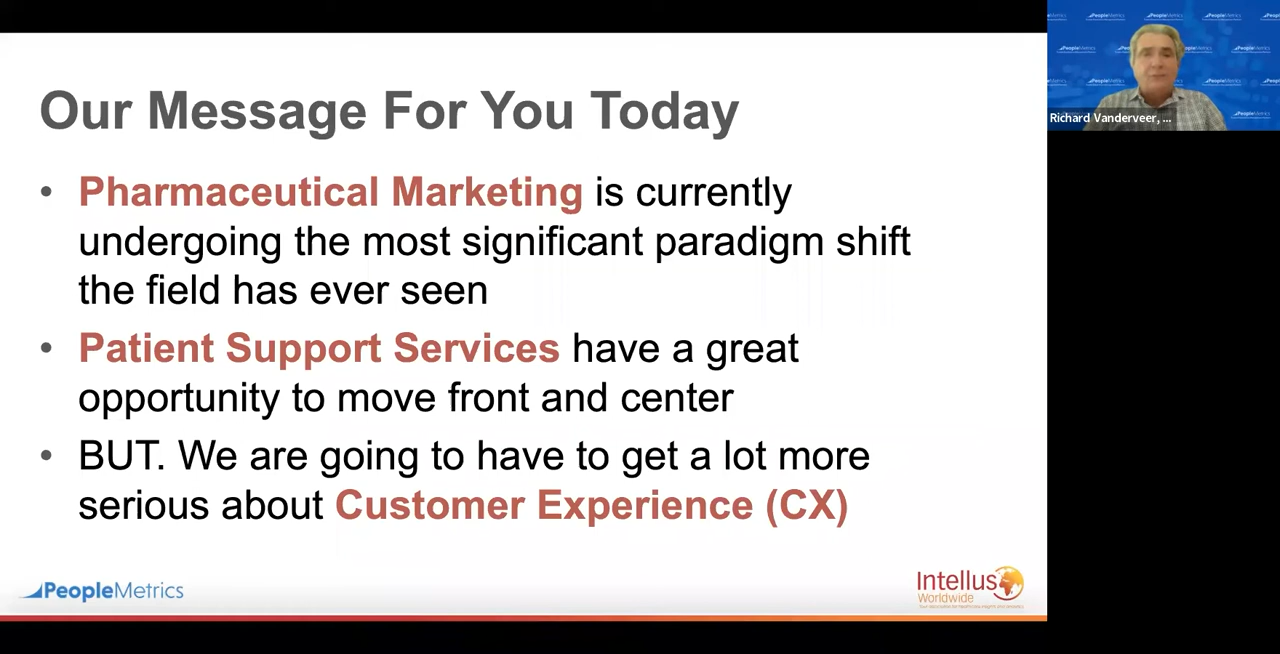 Our Message For You Today
• Pharmaceutical Marketing is currently
undergoing the most significant paradigm shift
the field has ever seen
• Patient Support Services have a great
opportunity to move front and center
• BUT. We are going to have to get a lot more
serious about Customer Experience (CX)
PeopleMetrics
Intellus
Worldwide
PeopleMetrics
Richard Vanderveer, ...